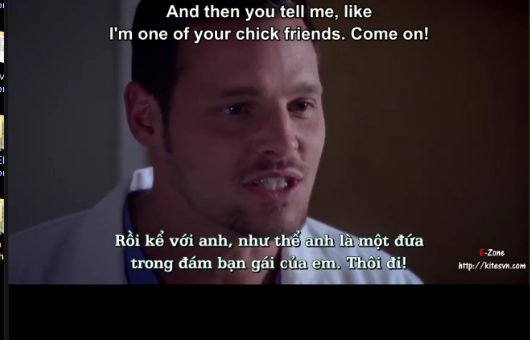 And then you tell me, like
I'm one of your chick friends. Come on!
Rồi kể với anh, như thể anh là một đứa
trong đám bạn gái của em. Thôi đi!
E-Zone
http://kitesvn.com